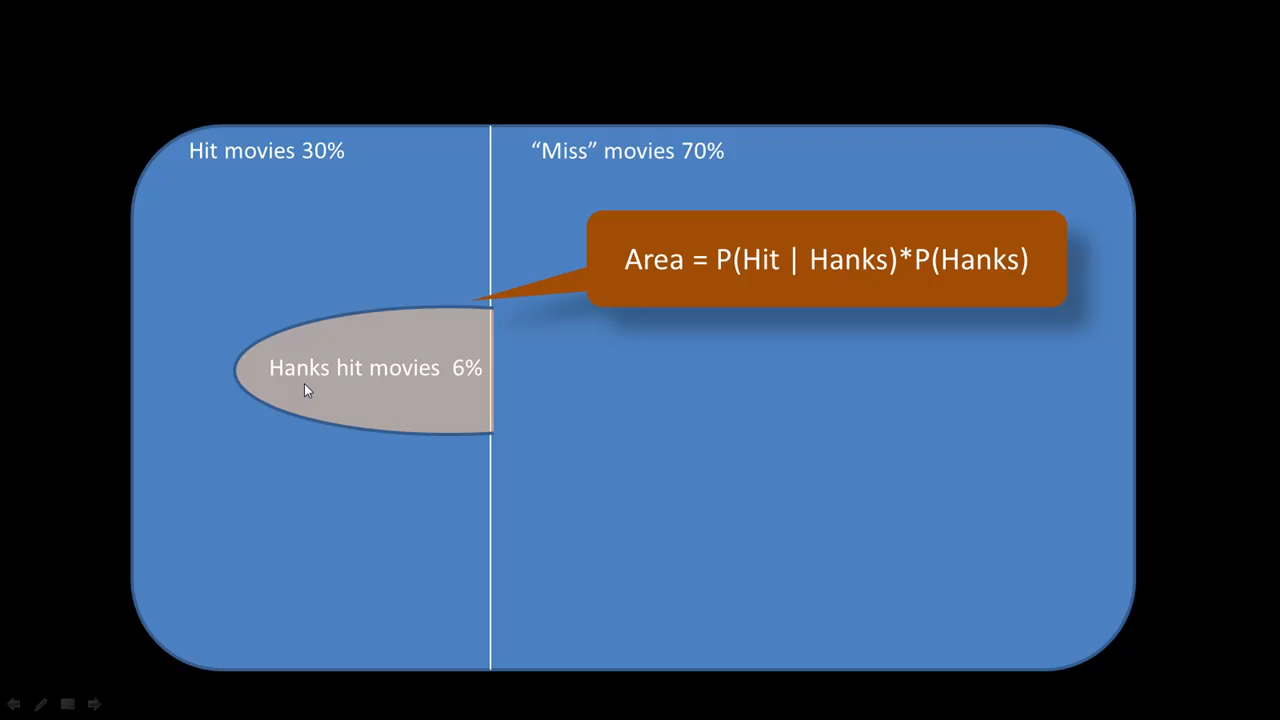 Hit movies 30%
“Miss” movies 70%
Area = P(Hit | Hanks)*P(Hanks)
Hanks hit movies  6%